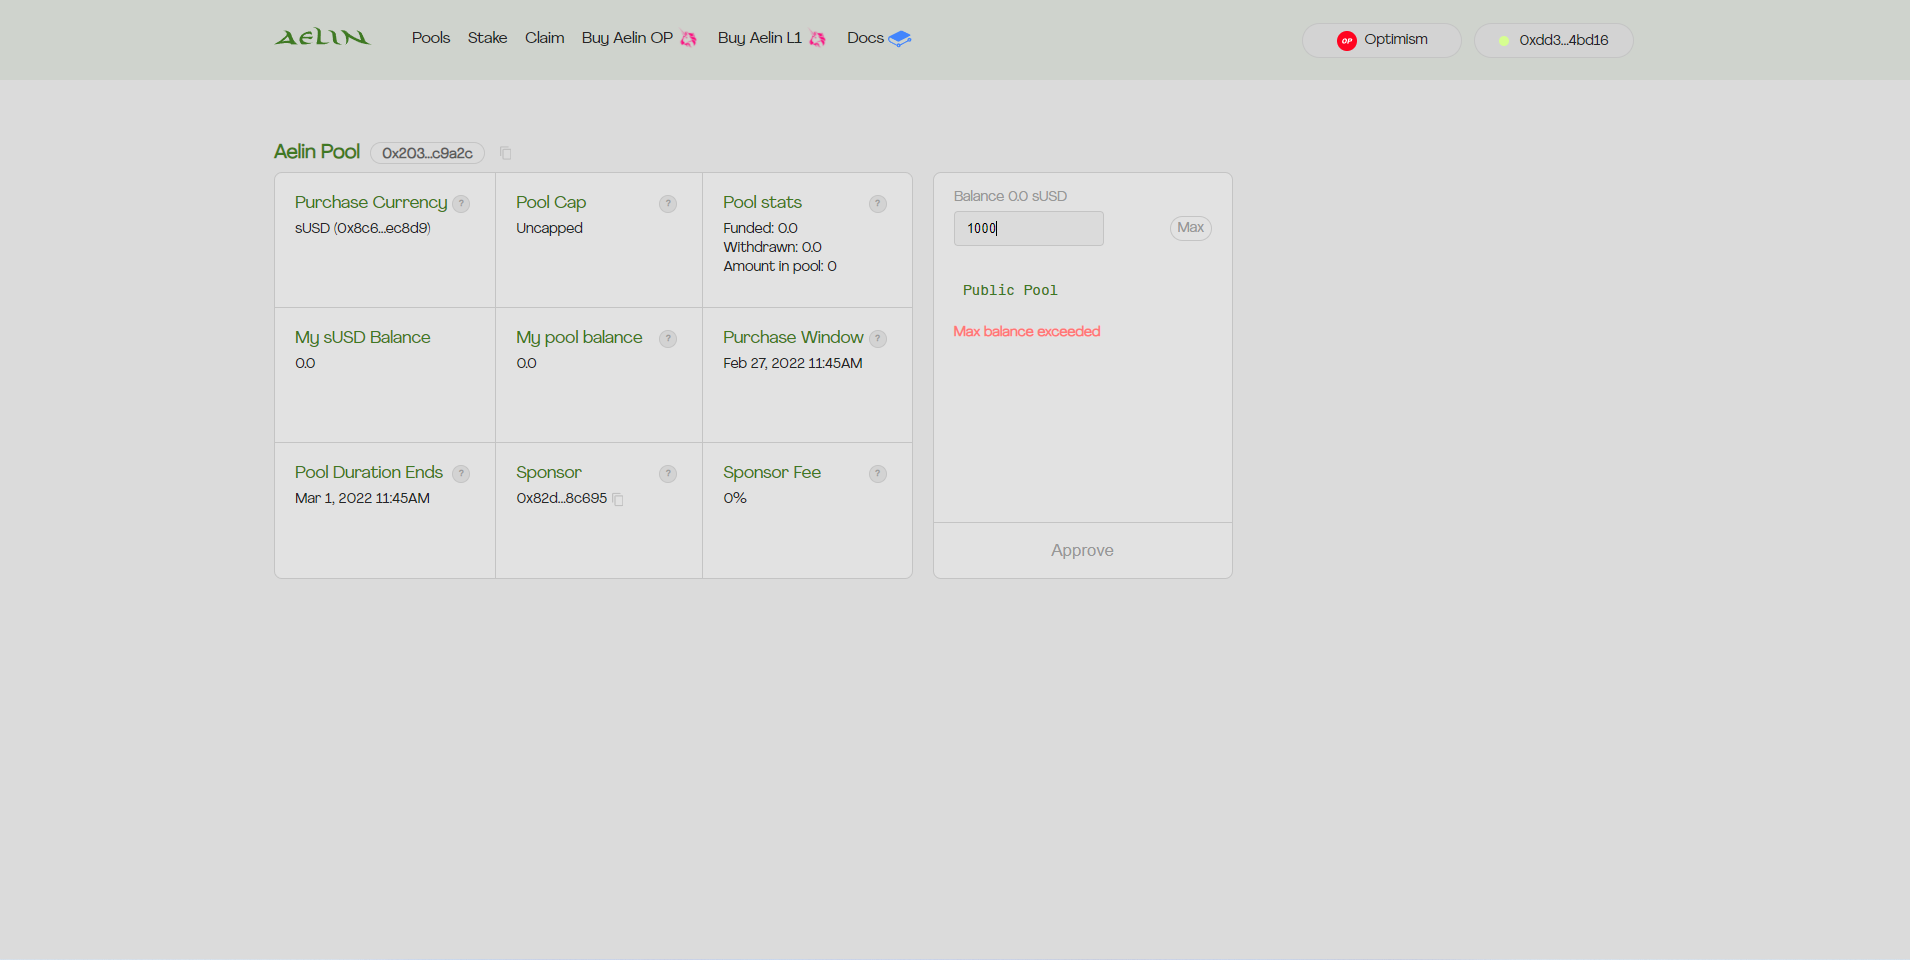 AELIN
Pools Stake Claim Buy Aelin OP Buy Aelin L1 Docs
OP Optimism
0xdd3...4bd16
Aelin Pool 0x203...c9a2c
Purchase Currency ?
sUSD (0x8c6...ec8d9)
Pool Cap ?
Uncapped
Pool stats ?
Funded: 0.0
Withdrawn: 0.0
Amount in pool: 0
My sUSD Balance
0.0
My pool balance ?
0.0
Purchase Window ?
Feb 27, 2022 11:45AM
Pool Duration Ends ?
Mar 1, 2022 11:45AM
Sponsor ?
0x82d...8c695
Sponsor Fee ?
0%
Balance 0.0 sUSD
1000
Max
Public Pool
Max balance exceeded
Approve